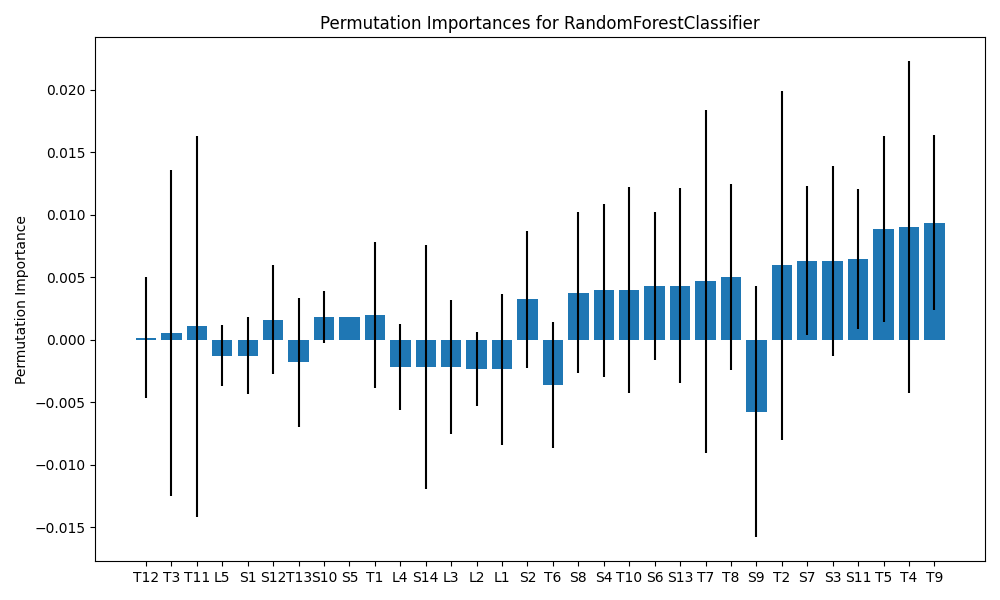 Permutation Importances for RandomForestClassifier
Permutation Importance
0.020
0.015
0.010
0.005
0.000
−0.005
−0.010
−0.015
T12 T3 T11 L5 S1 S12 T13 S10 S5 T1 L4 S14 L3 L2 L1 S2 T6 S8 S4 T10 S6 S13 T7 T8 S9 T2 S7 S3 S11 T5 T4 T9